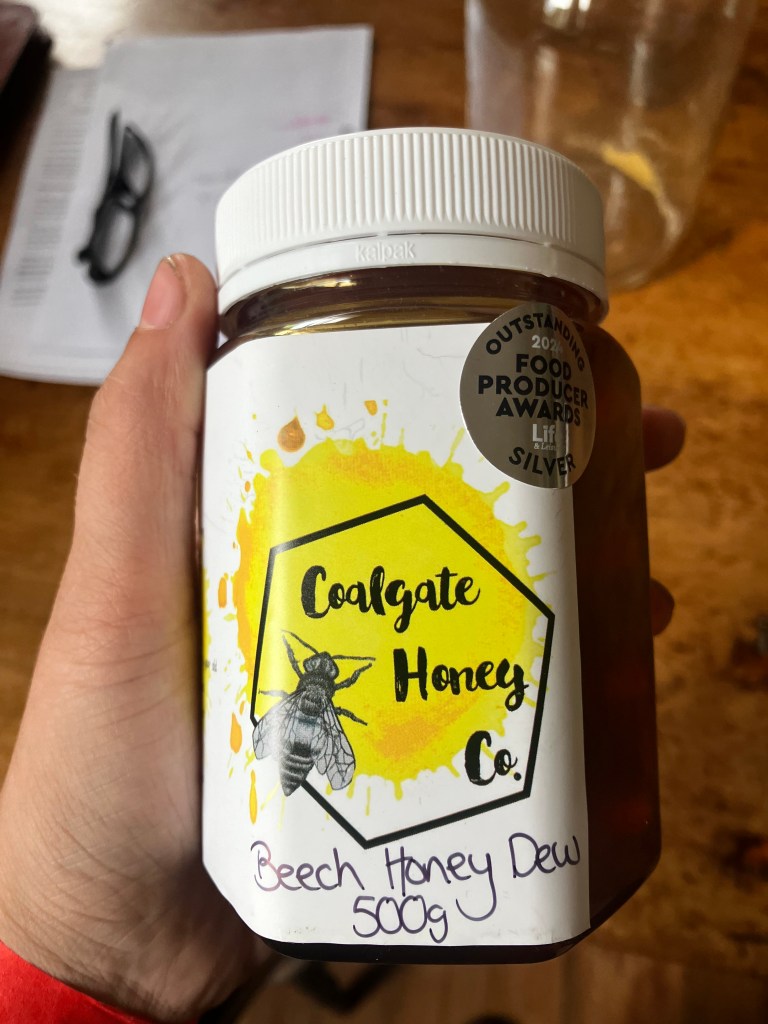 kalpak
OUTSTANDING
FOOD
PRODUCER
AWARDS
SILVER
Coalgate
Honey
Co.
Beech Honey Dew
500g